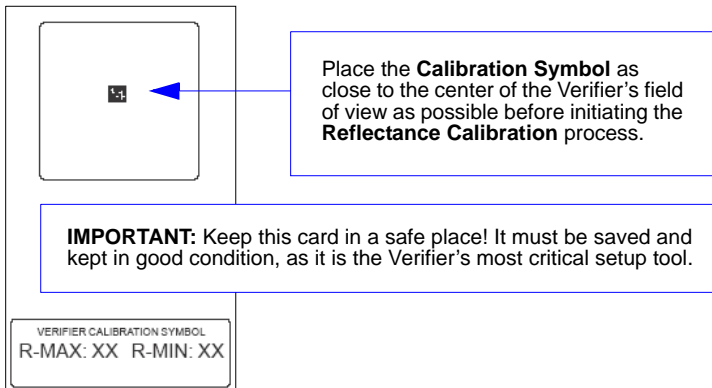 Place the Calibration Symbol as
close to the center of the Verifier’s field
of view as possible before initiating the
Reflectance Calibration process.
IMPORTANT: Keep this card in a safe place! It must be saved and
kept in good condition, as it is the Verifier’s most critical setup tool.
VERIFIER CALIBRATION SYMBOL
R-MAX: XX R-MIN: XX